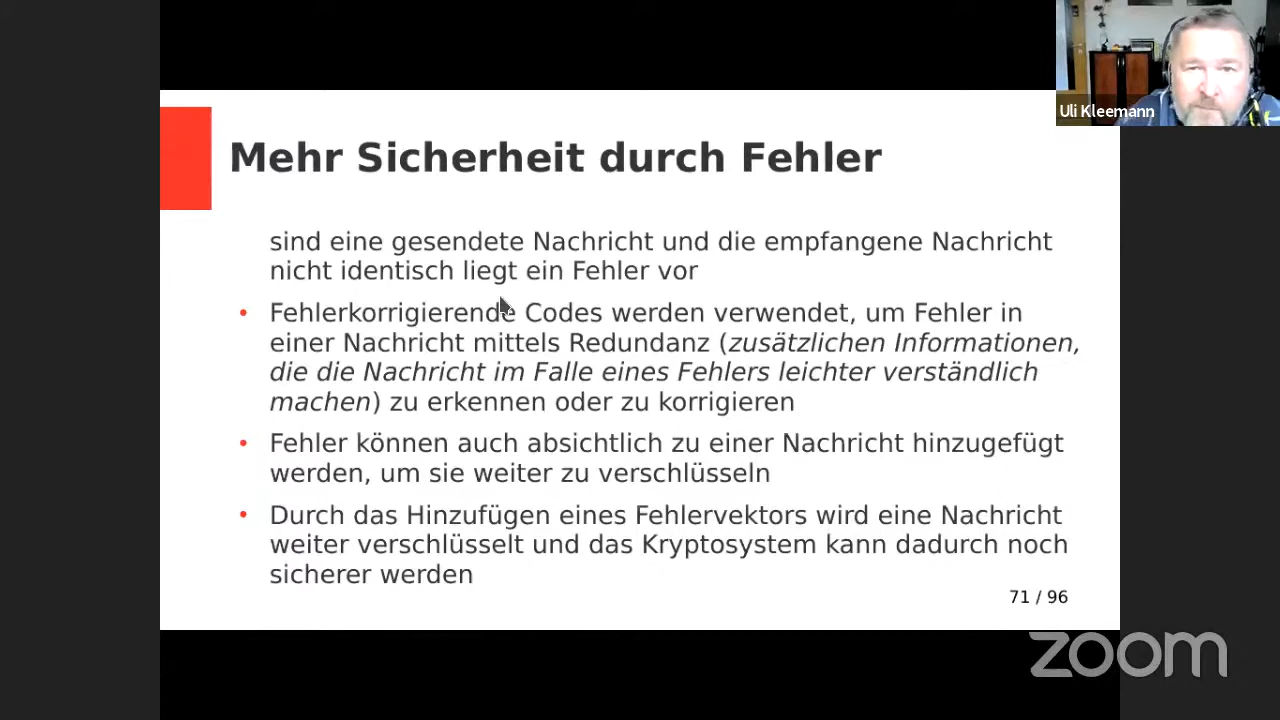 Uli Kleemann
Mehr Sicherheit durch Fehler
sind eine gesendete Nachricht und die empfangene Nachricht
nicht identisch liegt ein Fehler vor
• Fehlerkorrigierende Codes werden verwendet, um Fehler in
einer Nachricht mittels Redundanz (zusätzlichen Informationen,
die die Nachricht im Falle eines Fehlers leichter verständlich
machen) zu erkennen oder zu korrigieren
• Fehler können auch absichtlich zu einer Nachricht hinzugefügt
werden, um sie weiter zu verschlüsseln
• Durch das Hinzufügen eines Fehlervektors wird eine Nachricht
weiter verschlüsselt und das Kryptosystem kann dadurch noch
sicherer werden
71 / 96
zoom